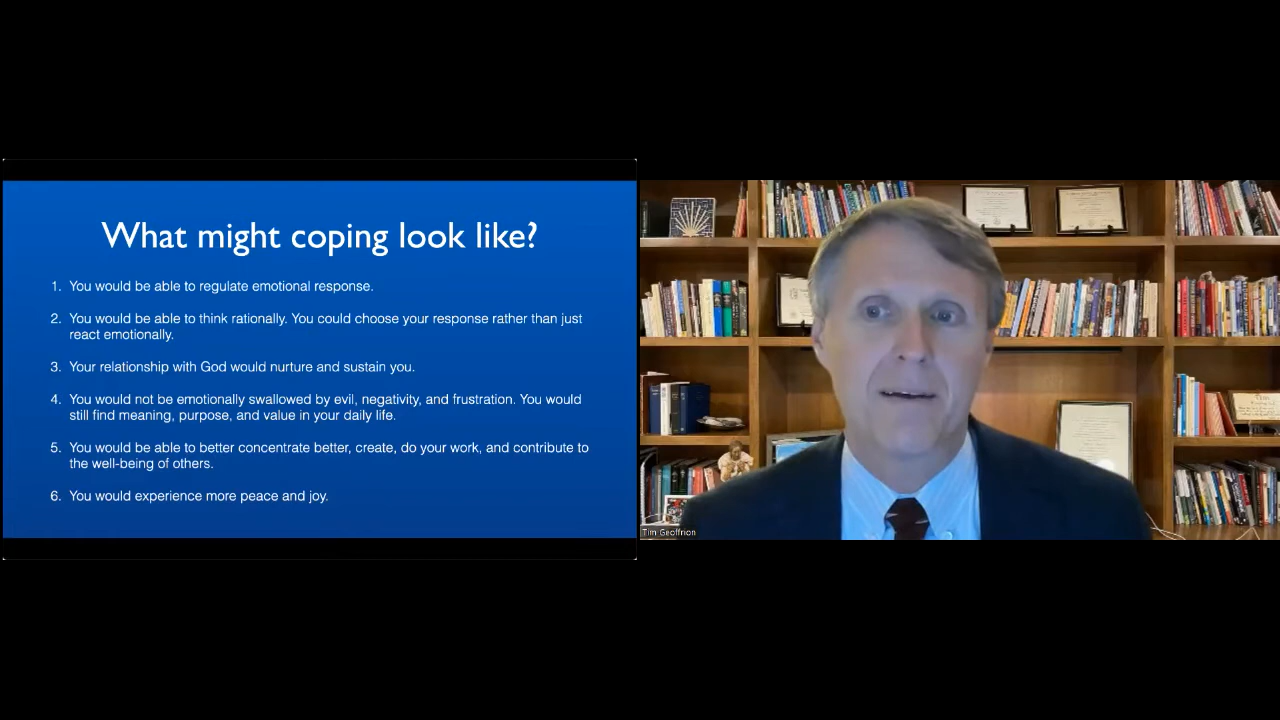 What might coping look like?
1. You would be able to regulate emotional response.
2. You would be able to think rationally. You could choose your response rather than just
react emotionally.
3. Your relationship with God would nurture and sustain you.
4. You would not be emotionally swallowed by evil, negativity, and frustration. You would
still find meaning, purpose, and value in your daily life.
5. You would be able to better concentrate better, create, do your work, and contribute to
the well-being of others.
6. You would experience more peace and joy.
Tim Geoffrion